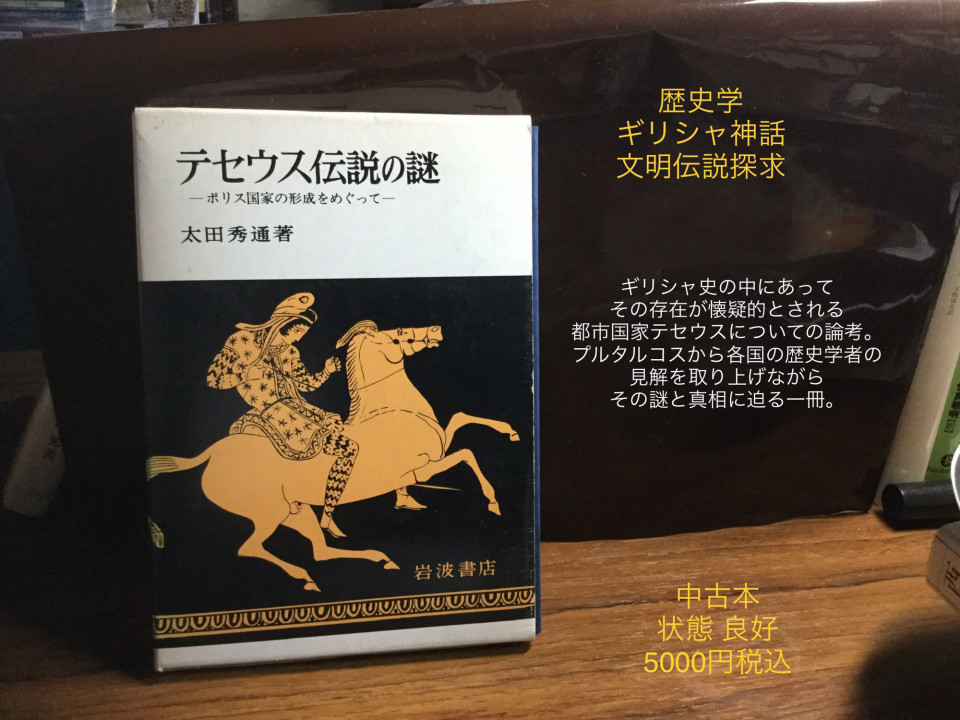 テセウス伝説の謎
―ポリス国家の形成をめぐって―
太田秀通著
岩波書店
歴史学
ギリシャ神話
文明伝説探求
ギリシャ史の中にあって
その存在が懐疑的とされる
都市国家テセウスについての論考。
プルタルコスから各国の歴史学者の
見解を取り上げながら
その謎と真相に迫る一冊。
中古本
状態 良好
5000円税込